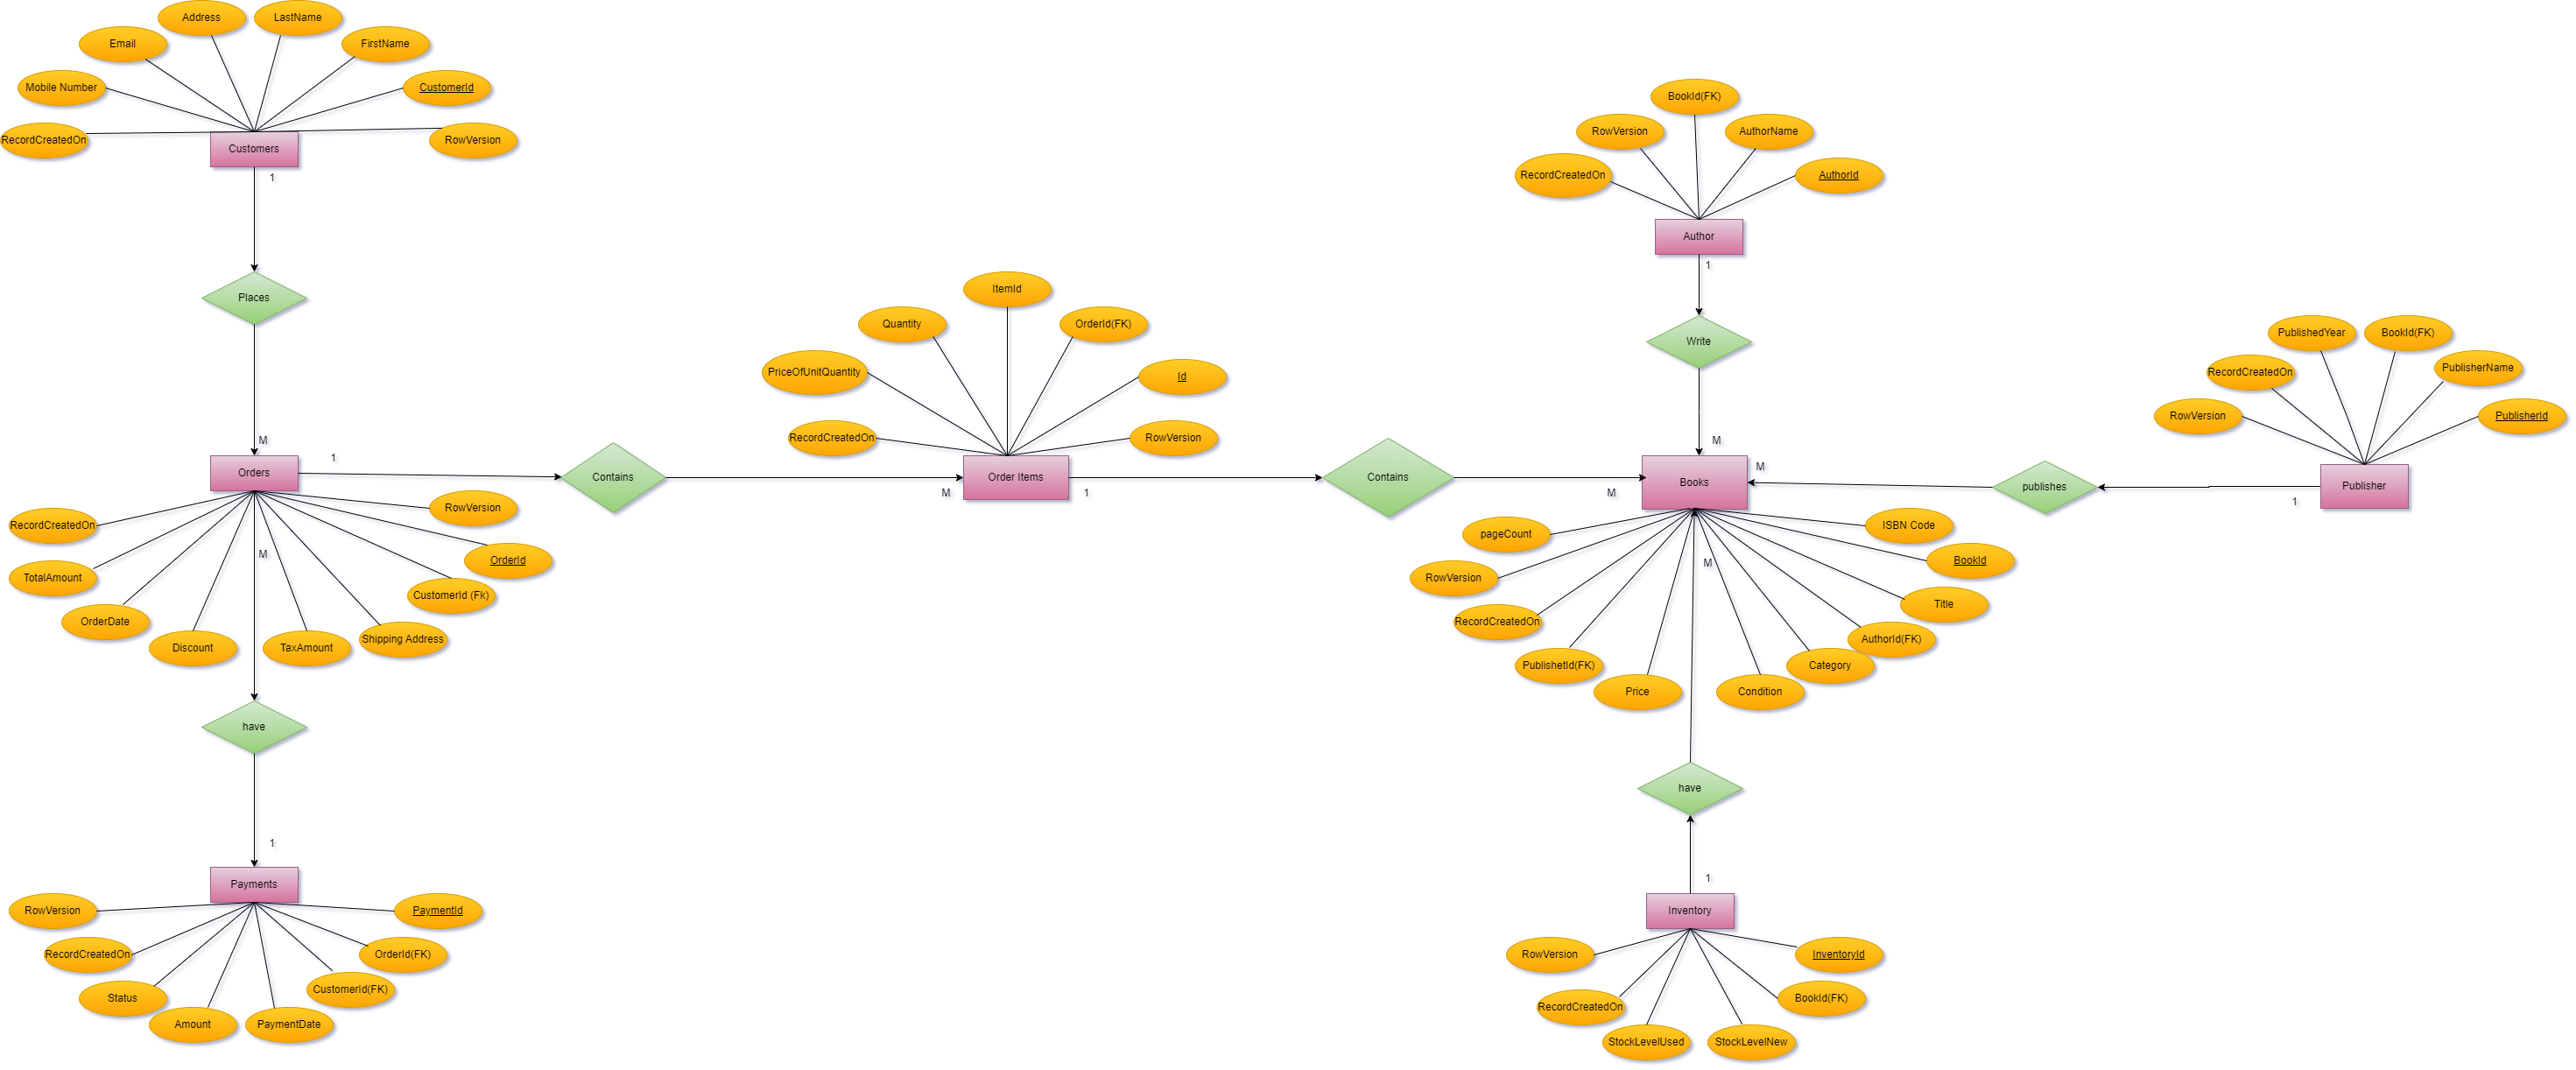 Address
LastName
Email
FirstName
Mobile Number
CustomerId
RecordCreatedOn
RowVersion
Customers
1
Places
M
Orders
1
Contains
M
RowVersion
RecordCreatedOn
OrderId
M
TotalAmount
CustomerId (Fk)
OrderDate
Shipping Address
Discount
TaxAmount
have
1
Payments
RowVersion
PaymentId
RecordCreatedOn
OrderId(FK)
Status
CustomerId(FK)
Amount
PaymentDate
ItemId
Quantity
OrderId(FK)
PriceOfUnitQuantity
Id
RecordCreatedOn
RowVersion
Order Items
1
Contains
M
BookId(FK)
RowVersion
AuthorName
RecordCreatedOn
AuthorId
Author
1
Write
M
Books
M
publishes
1
Publisher
PublishedYear
BookId(FK)
RecordCreatedOn
PublisherName
RowVersion
PublisherId
pageCount
ISBN Code
BookId
M
RowVersion
Title
RecordCreatedOn
AuthorId(FK)
PublishetId(FK)
Category
Price
Condition
have
1
Inventory
RowVersion
InventoryId
RecordCreatedOn
BookId(FK)
StockLevelUsed
StockLevelNew